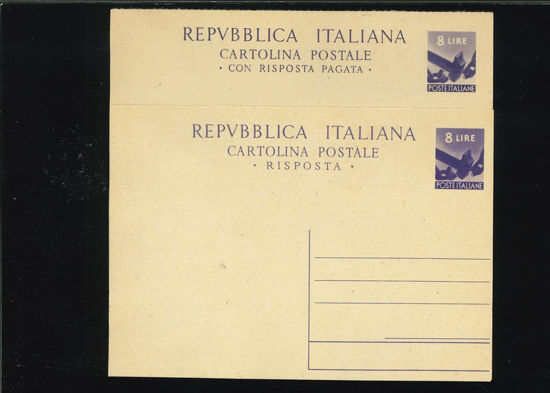 REPVBBLICA ITALIANA
CARTOLINA POSTALE
• CON RISPOSTA PAGATA •
8 LIRE
POSTE ITALIANE
REPVBBLICA ITALIANA
CARTOLINA POSTALE
• RISPOSTA •
8 LIRE
POSTE ITALIANE